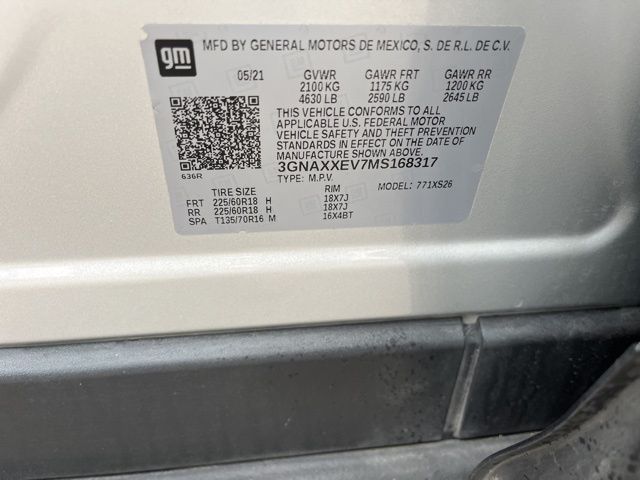 gm
MFD BY GENERAL MOTORS DE MEXICO, S. DE R.L. DE C.V.
05/21 GVWR GAWR FRT GAWR RR
2100 KG 1175 KG 1200 KG
4630 LB 2590 LB 2645 LB
THIS VEHICLE CONFORMS TO ALL
APPLICABLE U.S. FEDERAL MOTOR
VEHICLE SAFETY AND THEFT PREVENTION
STANDARDS IN EFFECT ON THE DATE OF
MANUFACTURE SHOWN ABOVE.
3GNAXXEV7MS168317
636R
TYPE: M.P.V. MODEL: 771XS26
TIRE SIZE RIM
FRT 225/60R18 H 18X7J
RR 225/60R18 H 18X7J
SPA T135/70R16 M 16X4BT